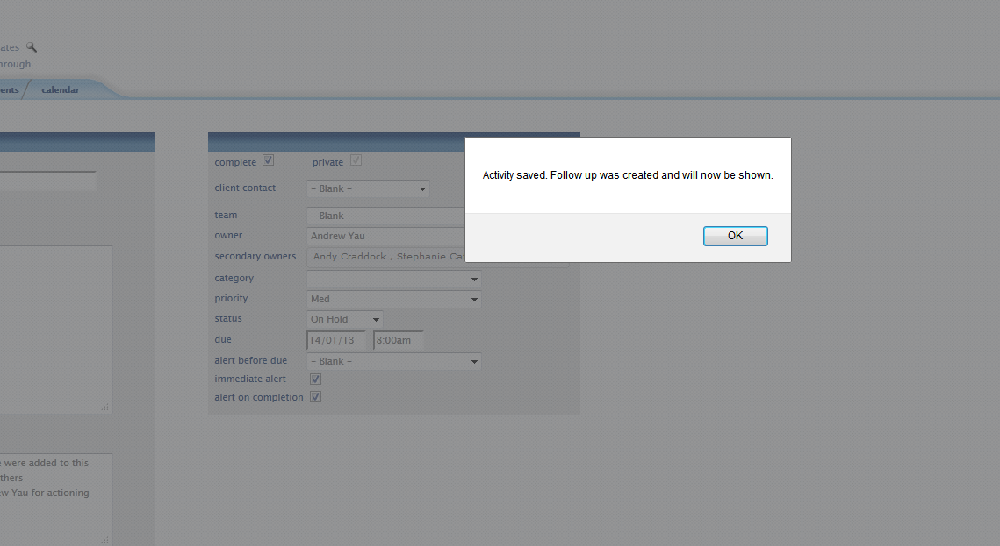 ates
hrough
ents calendar
complete private
client contact – Blank –
team – Blank –
owner Andrew Yau
secondary owners Andy Craddock , Stephanie
category
priority Med
status On Hold
due 14/01/13 8:00am
alert before due – Blank –
immediate alert
alert on completion
Activity saved. Follow up was created and will now be shown.
OK
were added to this
thers
ew Yau for actioning